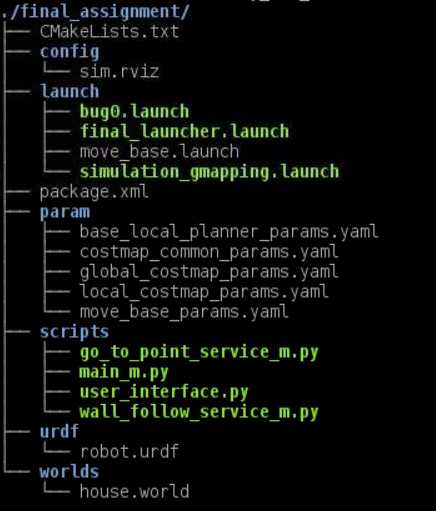 ./final_assignment/
├── CMakeLists.txt
├── config
│   └── sim.rviz
├── launch
│   ├── bug0.launch
│   ├── final_launcher.launch
│   ├── move_base.launch
│   └── simulation_gmapping.launch
├── package.xml
├── param
│   ├── base_local_planner_params.yaml
│   ├── costmap_common_params.yaml
│   ├── global_costmap_params.yaml
│   ├── local_costmap_params.yaml
│   └── move_base_params.yaml
├── scripts
│   ├── go_to_point_service_m.py
│   ├── main_m.py
│   ├── user_interface.py
│   └── wall_follow_service_m.py
├── urdf
│   └── robot.urdf
└── worlds
    └── house.world